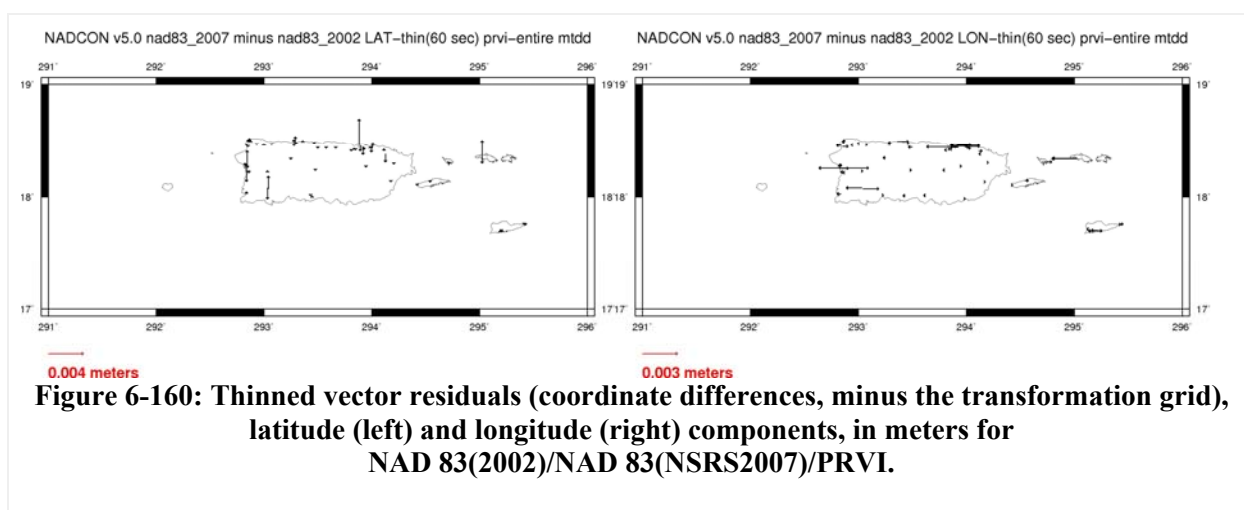 NADCON v5.0 nad83_2007 minus nad83_2002 LAT−thin(60 sec) prvi−entire mtdd
NADCON v5.0 nad83_2007 minus nad83_2002 LON−thin(60 sec) prvi−entire mtdd
291˚ 292˚ 293˚ 294˚ 295˚ 296˚
291˚ 292˚ 293˚ 294˚ 295˚ 296˚
19˚ 19˚19˚ 19˚
18˚ 18˚18˚ 18˚
17˚ 17˚17˚ 17˚
291˚ 292˚ 293˚ 294˚ 295˚ 296˚
291˚ 292˚ 293˚ 294˚ 295˚ 296˚
0.004 meters
0.003 meters
Figure 6-160: Thinned vector residuals (coordinate differences, minus the transformation grid),
latitude (left) and longitude (right) components, in meters for
NAD 83(2002)/NAD 83(NSRS2007)/PRVI.